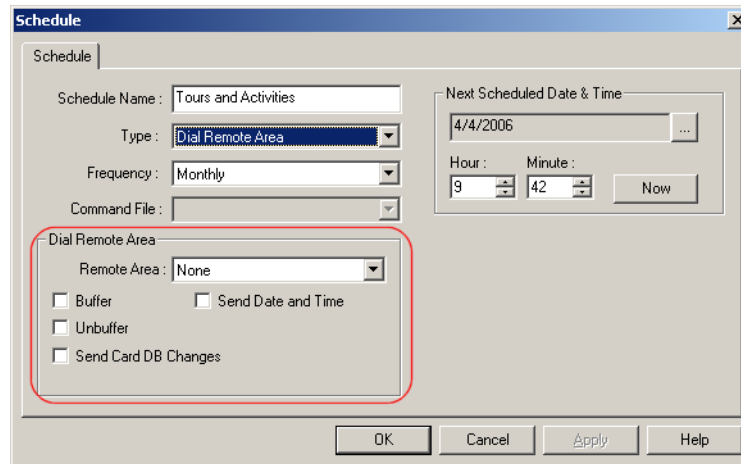 Schedule
Schedule
Schedule Name : Tours and Activities
Type : Dial Remote Area
Frequency : Monthly
Command File :
Next Scheduled Date & Time
4/4/2006 ...
Hour : Minute :
9 42 Now
Dial Remote Area
Remote Area : None
Buffer Send Date and Time
Unbuffer
Send Card DB Changes
OK Cancel Apply Help